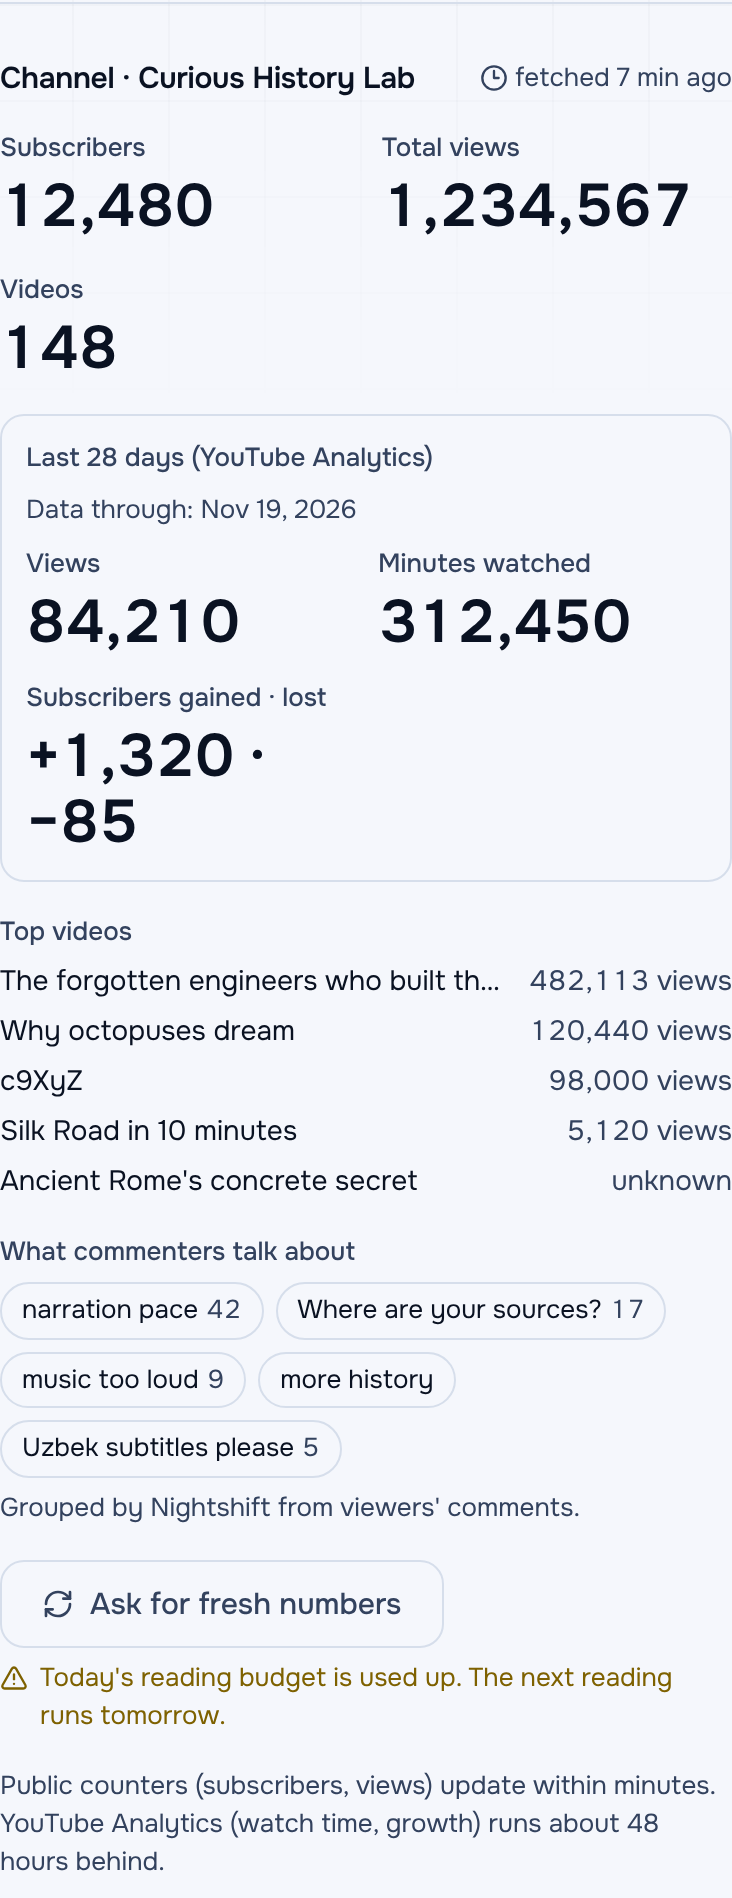 Channel · Curious History Lab
fetched 7 min ago
Subscribers
12,480
Total views
1,234,567
Videos
148
Last 28 days (YouTube Analytics)
Data through: Nov 19, 2026
Views
84,210
Minutes watched
312,450
Subscribers gained · lost
+1,320 ·
−85
Top videos
The forgotten engineers who built th... 482,113 views
Why octopuses dream 120,440 views
c9XyZ 98,000 views
Silk Road in 10 minutes 5,120 views
Ancient Rome's concrete secret unknown
What commenters talk about
narration pace 42
Where are your sources? 17
music too loud 9
more history
Uzbek subtitles please 5
Grouped by Nightshift from viewers' comments.
Ask for fresh numbers
Today's reading budget is used up. The next reading
runs tomorrow.
Public counters (subscribers, views) update within minutes.
YouTube Analytics (watch time, growth) runs about 48
hours behind.